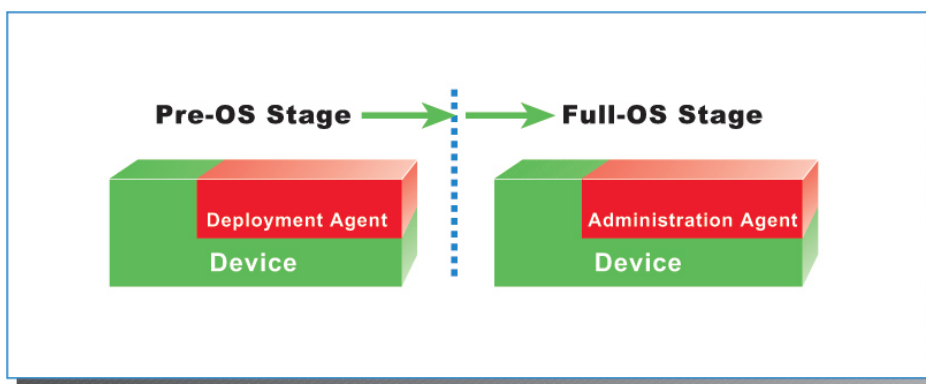 Pre-OS Stage
Full-OS Stage
Deployment Agent
Device
Administration Agent
Device